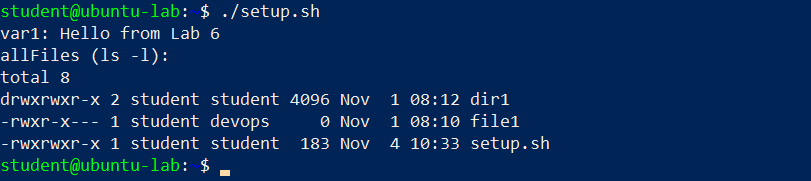 student@ubuntu-lab: $ ./setup.sh
var1: Hello from Lab 6
allFiles (ls -l):
total 8
drwxrwxr-x 2 student student 4096 Nov  1 08:12 dir1
-rwxr-x--- 1 student devops     0 Nov  1 08:10 file1
-rwxrwxr-x 1 student student  183 Nov  4 10:33 setup.sh
student@ubuntu-lab: $